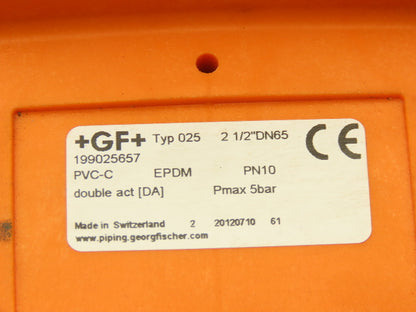 +GF+ Typ 025 2 1/2"DN65 CE
199025657
PVC-C EPDM PN10
double act [DA] Pmax 5bar
Made in Switzerland 2 20120710 61
www.piping.georgfischer.com